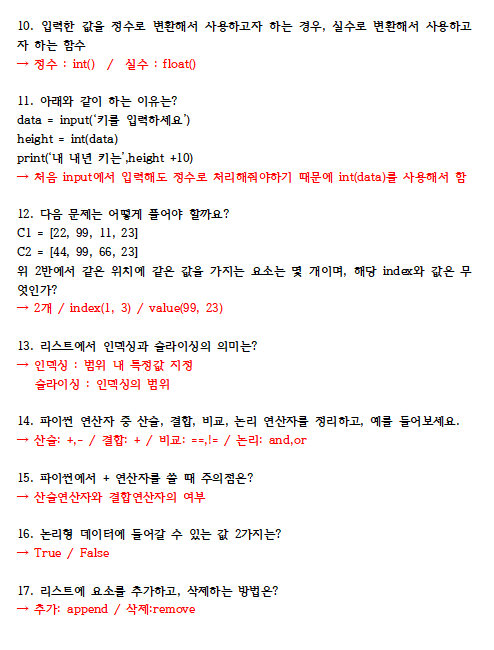 10. 입력한 값을 정수로 변환해서 사용하고자 하는 경우, 실수로 변환해서 사용하고
자 하는 함수
→ 정수 : int() / 실수 : float()
11. 아래와 같이 하는 이유는?
data = input('키를 입력하세요')
height = int(data)
print('내 내년 키는',height +10)
→ 처음 input에서 입력해도 정수로 처리해줘야하기 때문에 int(data)를 사용해서 함
12. 다음 문제는 어떻게 풀어야 할까요?
C1 = [22, 99, 11, 23]
C2 = [44, 99, 66, 23]
위 2반에서 같은 위치에 같은 값을 가지는 요소는 몇 개이며, 해당 index와 값은 무
엇인가?
→ 2개 / index(1, 3) / value(99, 23)
13. 리스트에서 인덱싱과 슬라이싱의 의미는?
→ 인덱싱 : 범위 내 특정값 지정
슬라이싱 : 인덱싱의 범위
14. 파이썬 연산자 중 산술, 결합, 비교, 논리 연산자를 정리하고, 예를 들어보세요.
→ 산술: +,- / 결합: + / 비교: ==,!= / 논리: and,or
15. 파이썬에서 + 연산자를 쓸 때 주의점은?
→ 산술연산자와 결합연산자의 여부
16. 논리형 데이터에 들어갈 수 있는 값 2가지는?
→ True / False
17. 리스트에 요소를 추가하고, 삭제하는 방법은?
→ 추가: append / 삭제:remove